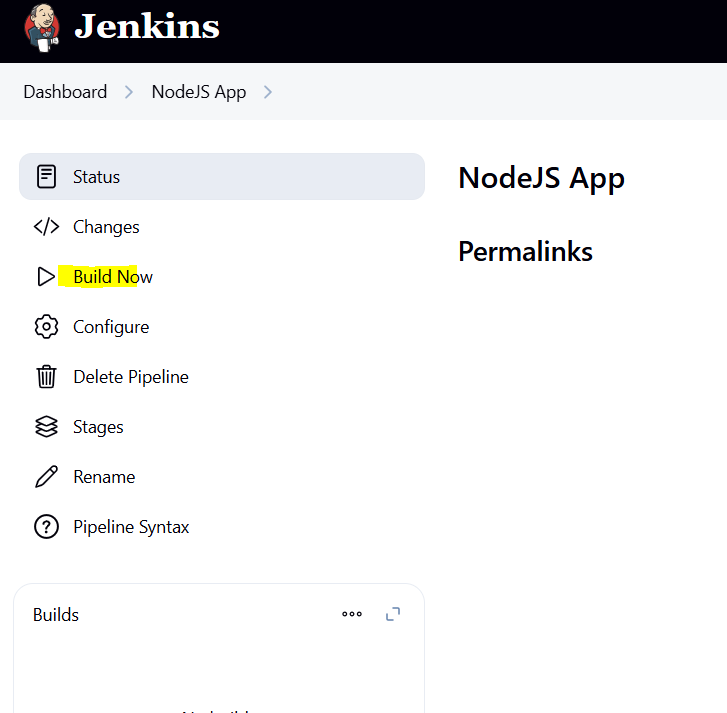 Jenkins
Dashboard
NodeJS App
Status
Changes
Build Now
Configure
Delete Pipeline
Stages
Rename
Pipeline Syntax
NodeJS App
Permalinks
Builds